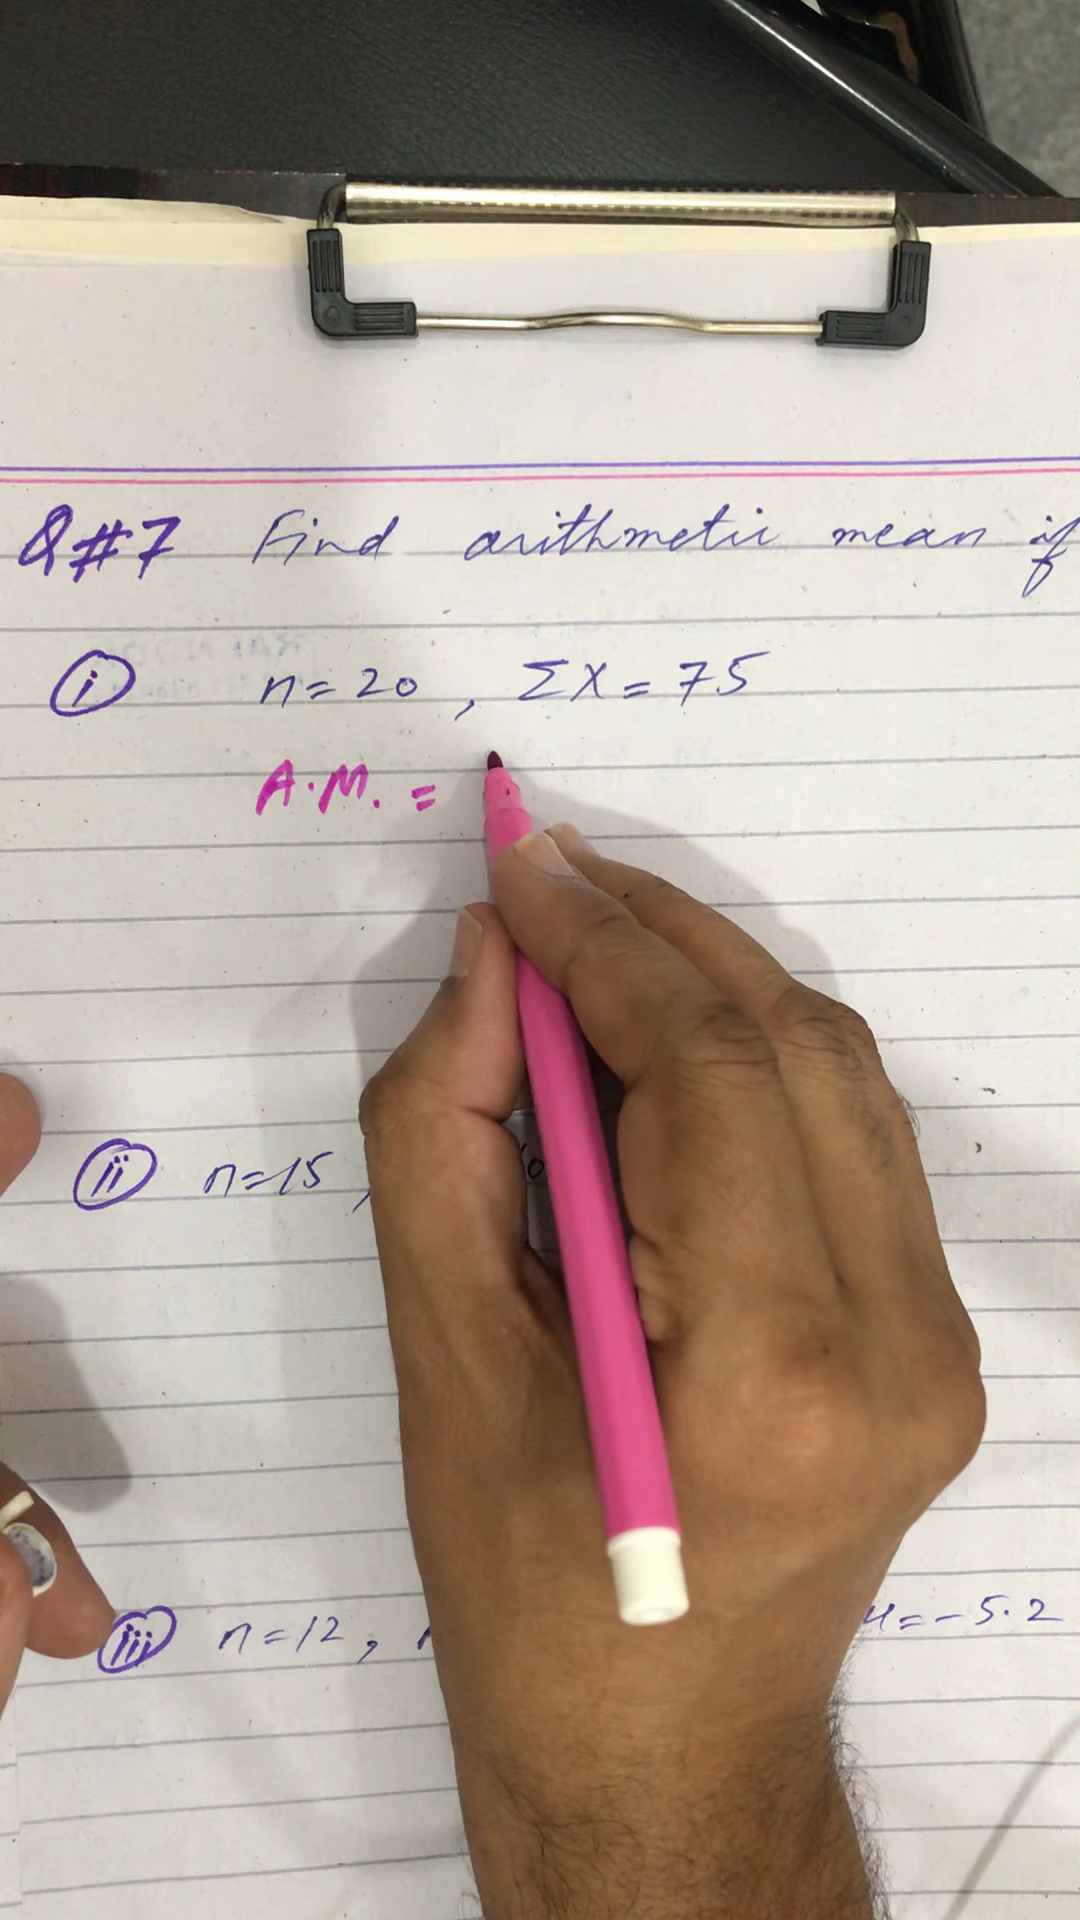 Q#7 Find arithmetic mean if
i n=20, ΣX=75
A.M. =
ii n=15,
iii n=12, u=-5.2